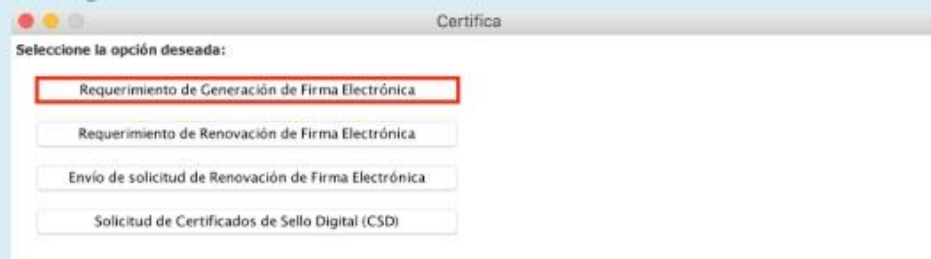 Certifica
Seleccione la opción deseada:
Requerimiento de Generación de Firma Electrónica
Requerimiento de Renovación de Firma Electrónica
Envío de solicitud de Renovación de Firma Electrónica
Solicitud de Certificados de Sello Digital (CSD)